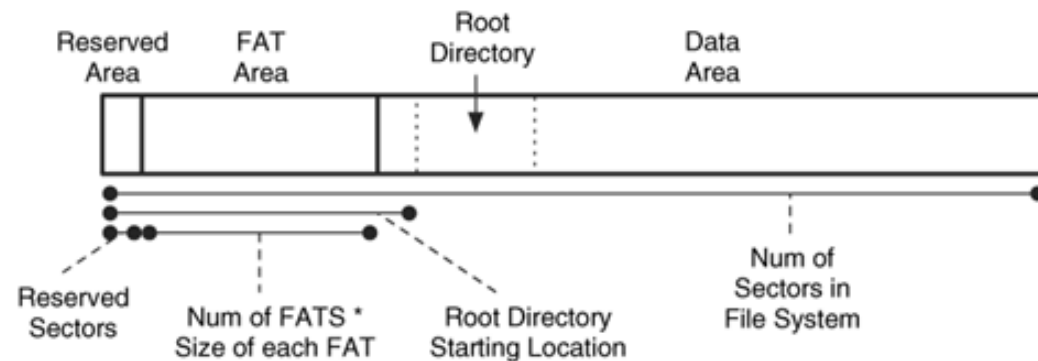 Reserved
Area
FAT
Area
Root
Directory
Data
Area
Reserved
Sectors
Num of FATS *
Size of each FAT
Root Directory
Starting Location
Num of
Sectors in
File System